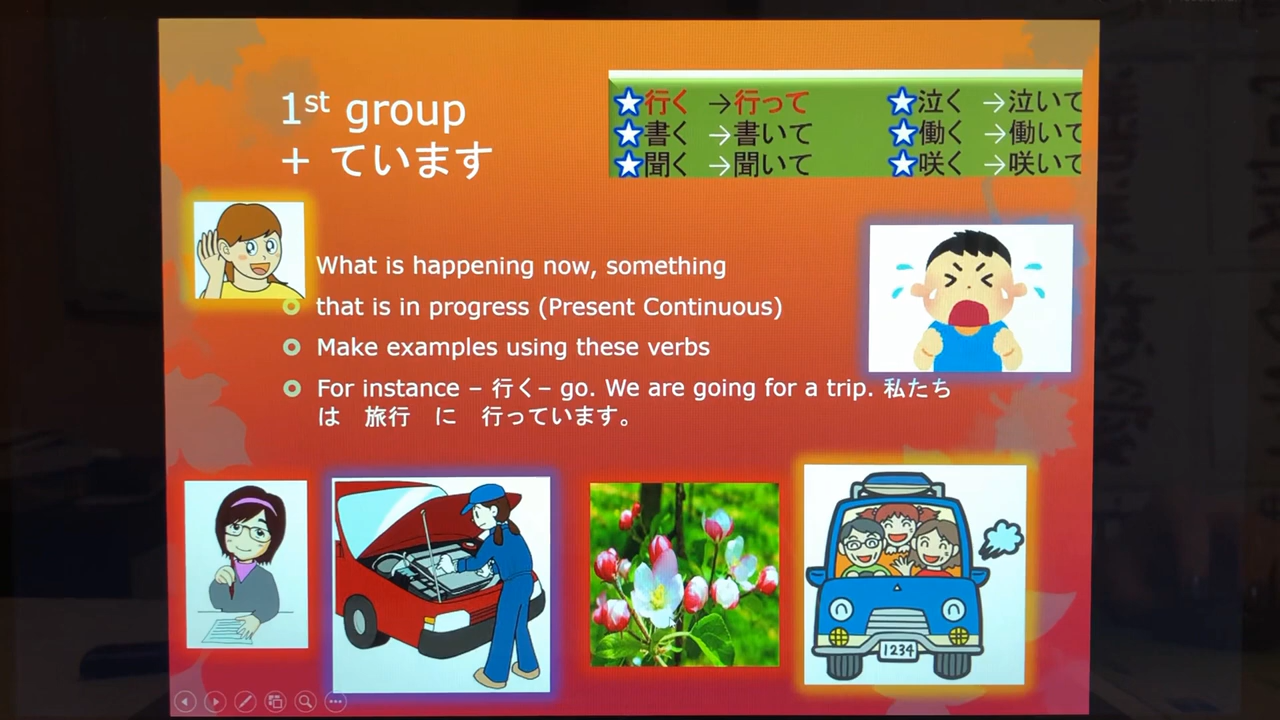 1st group
+ ています
★行く →行って ★泣く →泣いて
★書く →書いて ★働く →働いて
★聞く →聞いて ★咲く →咲いて
What is happening now, something
that is in progress (Present Continuous)
Make examples using these verbs
For instance – 行く– go. We are going for a trip. 私たち
は 旅行 に 行っています。
1234